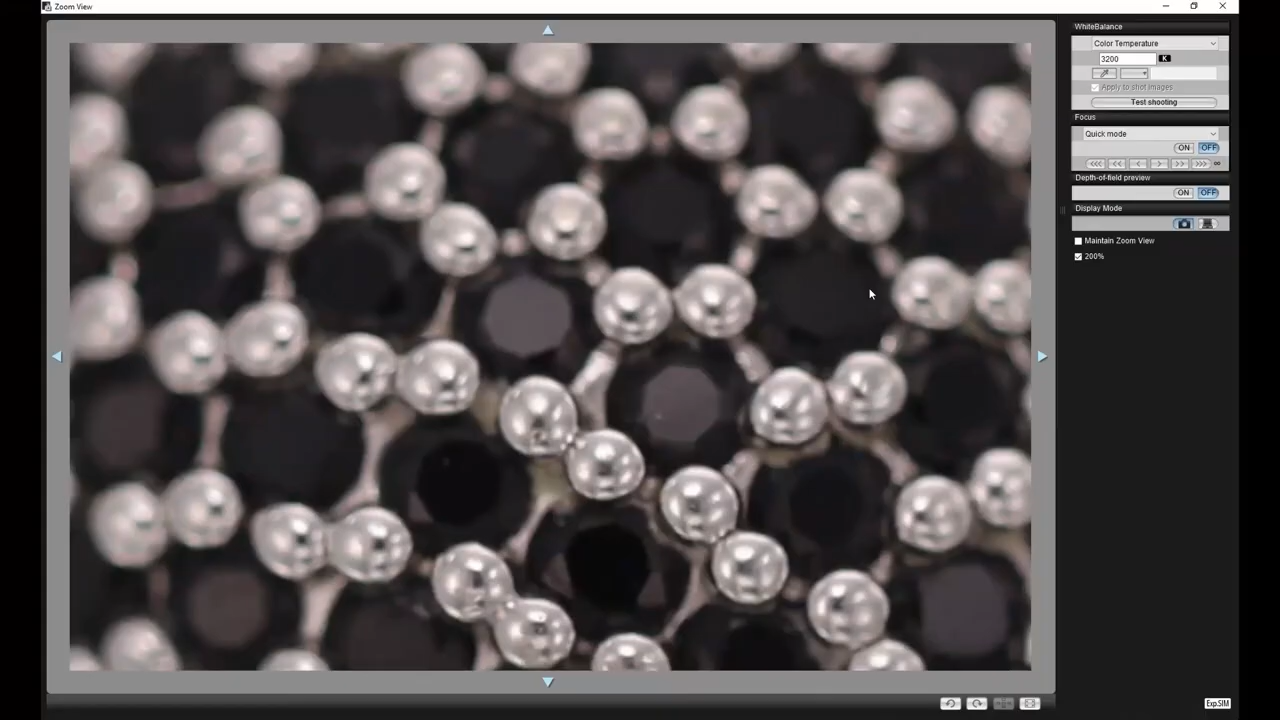 Zoom View
WhiteBalance
Color Temperature
3200 K
Apply to shot images
Test shooting
Focus
Quick mode
ON OFF
<<< << < > >> >>> ∞
Depth-of-field preview
ON OFF
Display Mode
Maintain Zoom View
200%
Exp.SIM